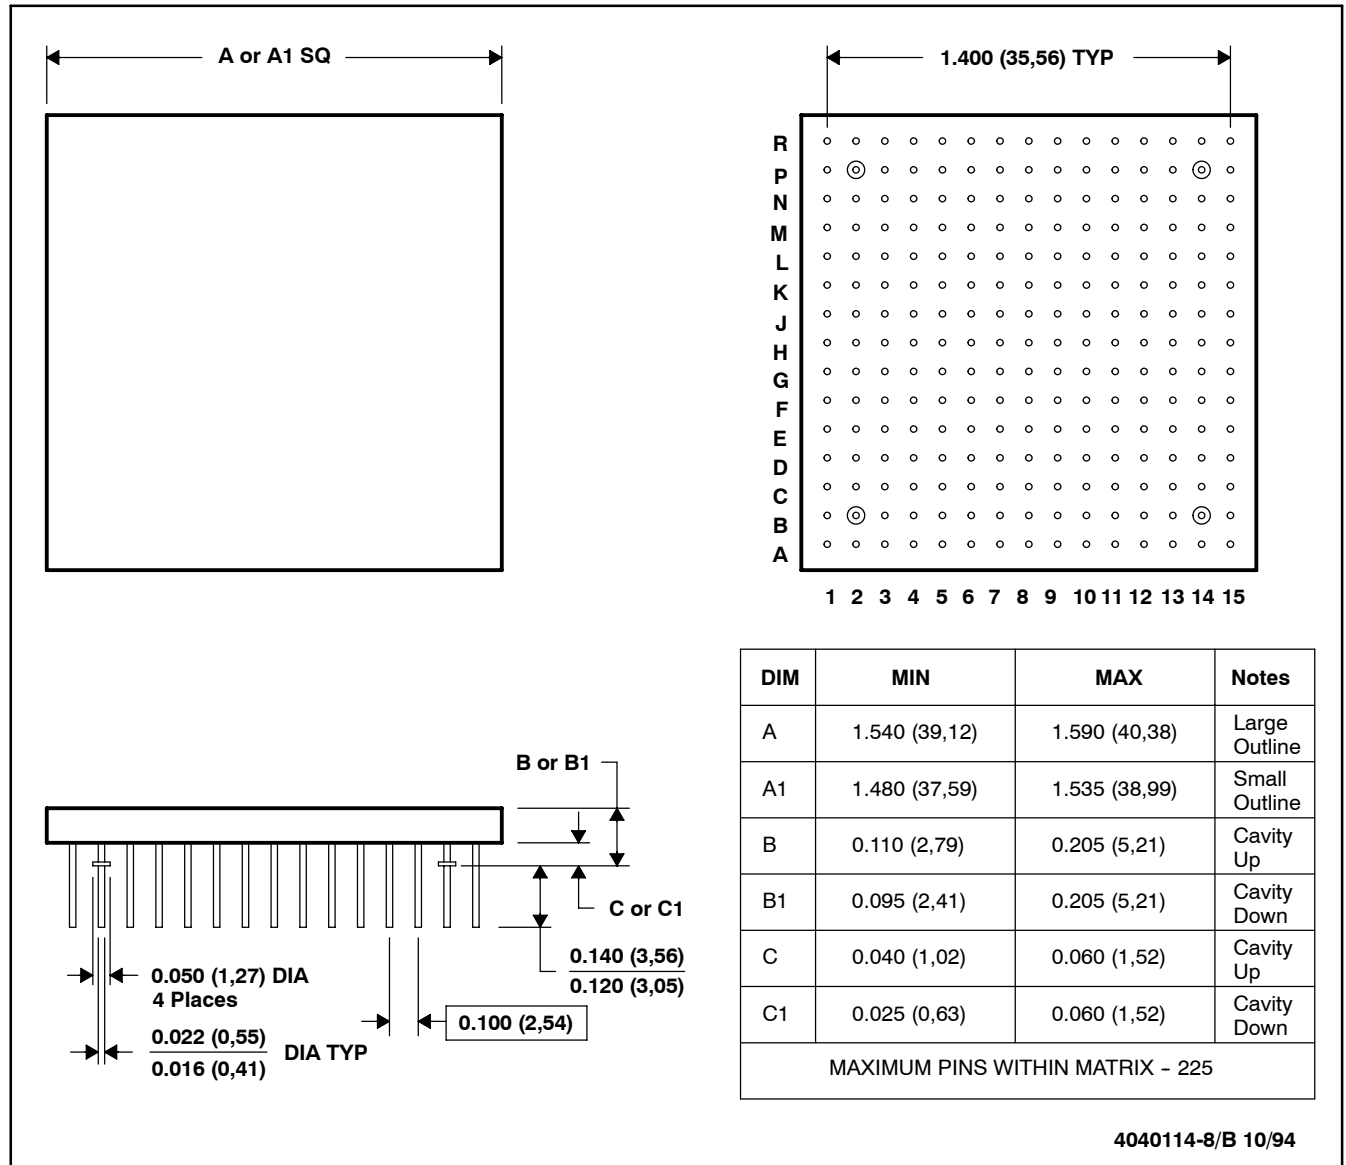 A or A1 SQ
1.400 (35,56) TYP
R
P
N
M
L
K
J
H
G
F
E
D
C
B
A
1 2 3 4 5 6 7 8 9 10 11 12 13 14 15
B or B1
C or C1
0.140 (3,56)
0.120 (3,05)
0.050 (1,27) DIA
4 Places
0.100 (2,54)
0.022 (0,55)
0.016 (0,41)
DIA TYP
DIM MIN MAX Notes
A 1.540 (39,12) 1.590 (40,38) Large
Outline
A1 1.480 (37,59) 1.535 (38,99) Small
Outline
B 0.110 (2,79) 0.205 (5,21) Cavity
Up
B1 0.095 (2,41) 0.205 (5,21) Cavity
Down
C 0.040 (1,02) 0.060 (1,52) Cavity
Up
C1 0.025 (0,63) 0.060 (1,52) Cavity
Down
MAXIMUM PINS WITHIN MATRIX - 225
4040114-8/B 10/94